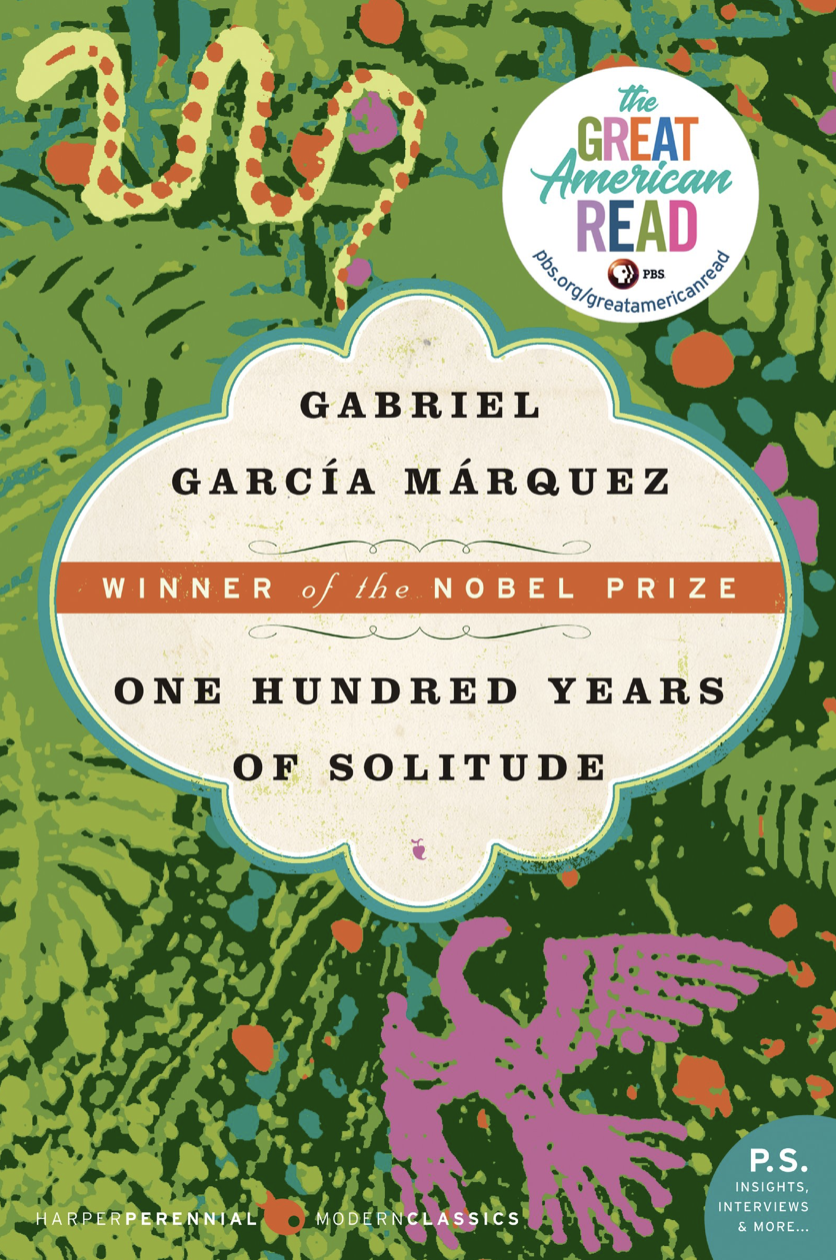 the
GREAT
American
READ
PBS
pbs.org/greatamericanread
GABRIEL
GARCÍA MÁRQUEZ
WINNER of the NOBEL PRIZE
ONE HUNDRED YEARS
OF SOLITUDE
P.S.
INSIGHTS,
INTERVIEWS
& MORE...
HARPERPERENNIAL MODERNCLASSICS